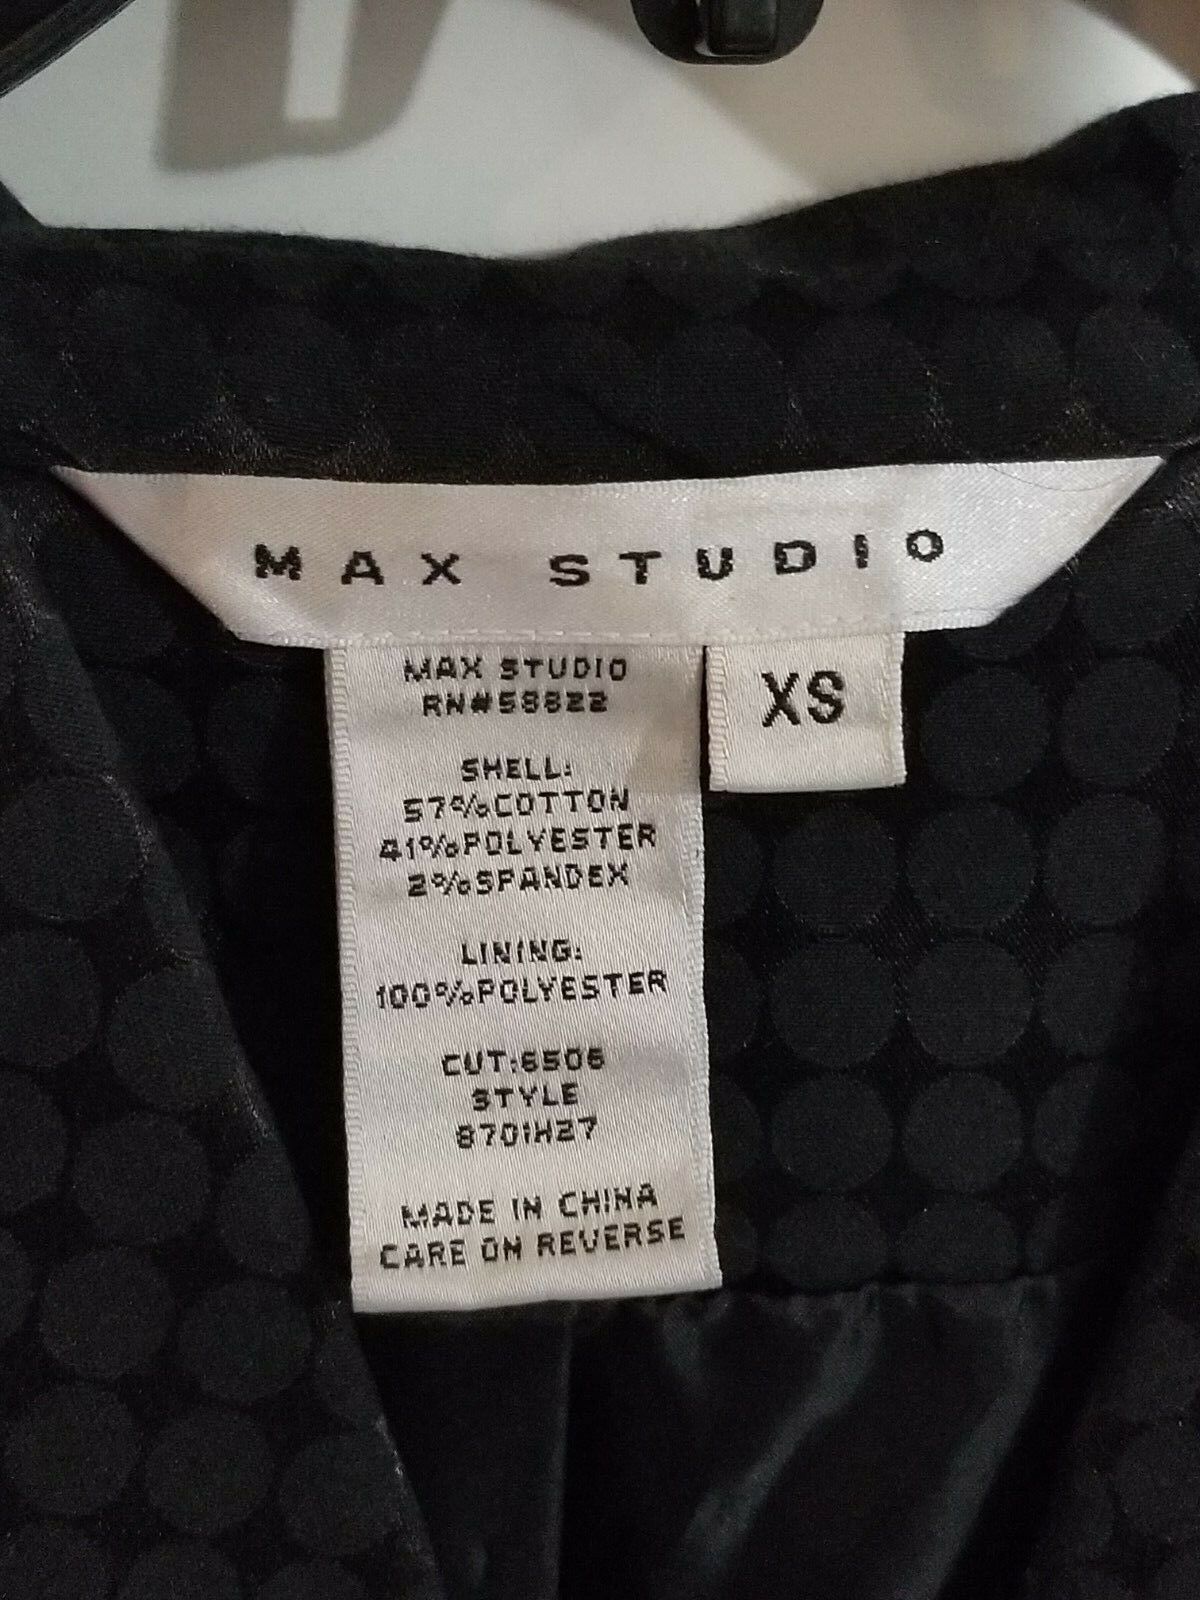 MAX STUDIO
MAX STUDIO
RN#58822
XS
SHELL:
57%COTTON
41%POLYESTER
2%SPANDEX
LINING:
100%POLYESTER
CUT:6506
STYLE
8701H27
MADE IN CHINA
CARE ON REVERSE